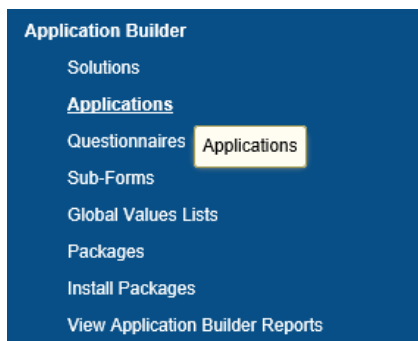 Application Builder
Solutions
Applications
Questionnaires
Applications
Sub-Forms
Global Values Lists
Packages
Install Packages
View Application Builder Reports